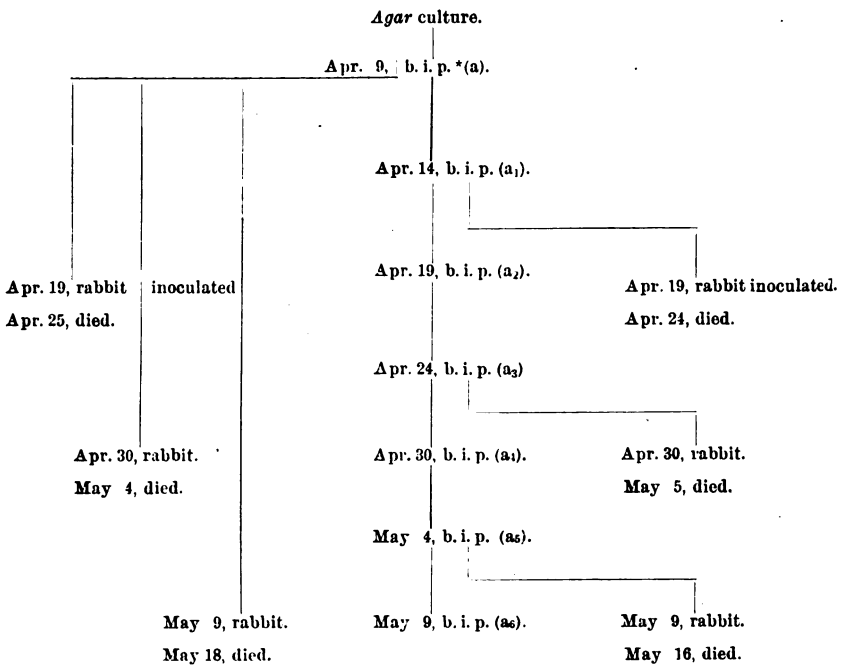 Agar culture.
Apr. 9, b. i. p. *(a).
Apr. 14, b. i. p. (a₁).
Apr. 19, rabbit inoculated
Apr. 25, died.
Apr. 19, b. i. p. (a₂).
Apr. 19, rabbit inoculated.
Apr. 24, died.
Apr. 24, b. i. p. (a₃)
Apr. 30, rabbit.
May 4, died.
Apr. 30, b. i. p. (a₄).
Apr. 30, rabbit.
May 5, died.
May 4, b. i. p. (a₅).
May 9, rabbit.
May 18, died.
May 9, b. i. p. (a₆).
May 9, rabbit.
May 16, died.